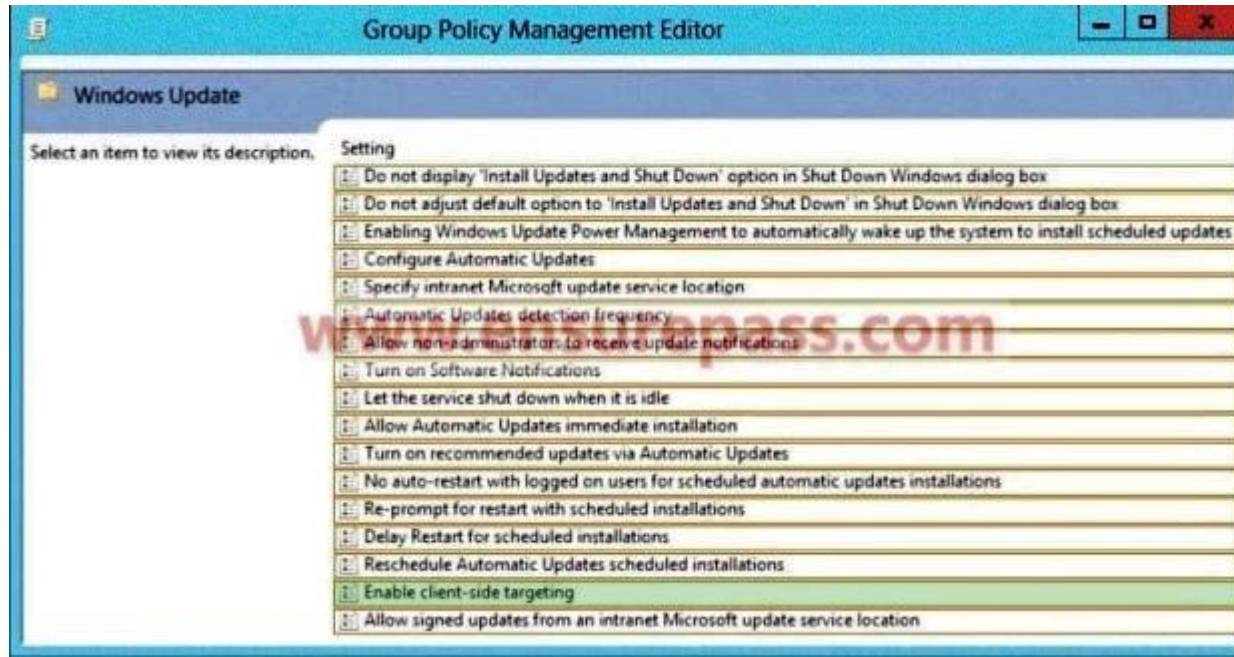 Group Policy Management Editor
Windows Update
Select an item to view its description.
Setting
Do not display 'Install Updates and Shut Down' option in Shut Down Windows dialog box
Do not adjust default option to 'Install Updates and Shut Down' in Shut Down Windows dialog box
Enabling Windows Update Power Management to automatically wake up the system to install scheduled updates
Configure Automatic Updates
Specify intranet Microsoft update service location
Automatic Updates detection frequency
www.ensurepass.com
Allow non-administrators to receive update notifications
Turn on Software Notifications
Let the service shut down when it is idle
Allow Automatic Updates immediate installation
Turn on recommended updates via Automatic Updates
No auto-restart with logged on users for scheduled automatic updates installations
Re-prompt for restart with scheduled installations
Delay Restart for scheduled installations
Reschedule Automatic Updates scheduled installations
Enable client-side targeting
Allow signed updates from an intranet Microsoft update service location